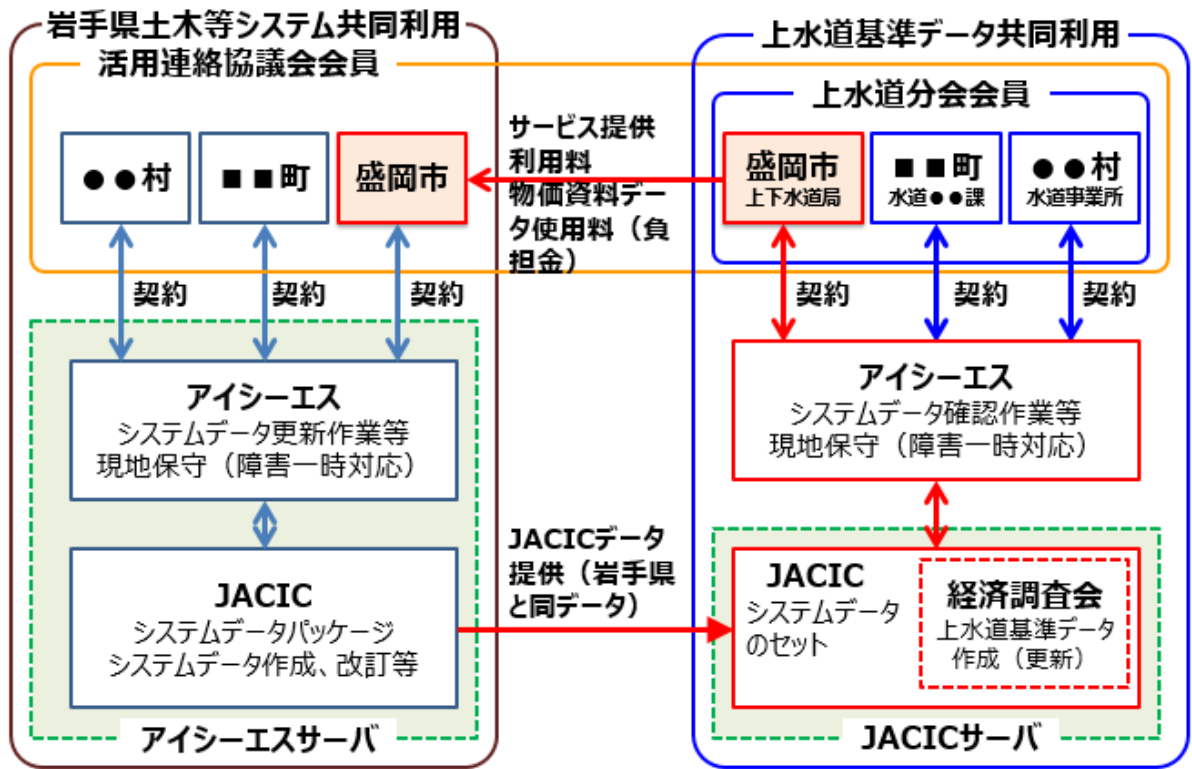 岩手県土木等システム共同利用
活用連絡協議会会員
●●村
■■町
盛岡市
契約
契約
契約
アイシーエス
システムデータ更新作業等
現地保守（障害一時対応）
JACIC
システムデータパッケージ
システムデータ作成、改訂等
アイシーエスサーバ
サービス提供
利用料
物価資料デー
タ使用料（負
担金）
JACICデータ
提供（岩手県
と同データ）
上水道基準データ共同利用
上水道分会会員
盛岡市
上下水道局
■■町
水道●●課
●●村
水道事業所
契約
契約
契約
アイシーエス
システムデータ確認作業等
現地保守（障害一時対応）
JACIC
システムデータ
のセット
経済調査会
上水道基準データ
作成（更新）
JACICサーバ